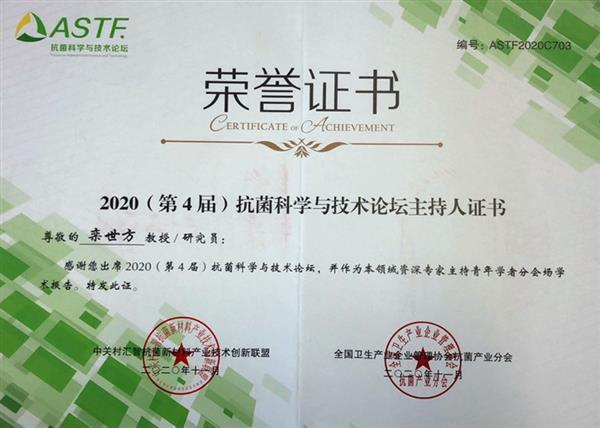 ASTF
抗菌科学与技术论坛
编号：ASTF2020C703
荣誉证书
CERTIFICATE OF ACHIEVEMENT
2020（第4届）抗菌科学与技术论坛主持人证书
尊敬的 栾世方 教授/研究员：
感谢您出席2020（第4届）抗菌科学与技术论坛，并作为本领域资深专家主持青年学者分会场学
术报告。特发此证。
中关村汇智抗菌新材料产业技术创新联盟
二〇二〇年十一月
全国卫生产业企业管理协会抗菌产业分会
二〇二〇年十一月
抗菌产业分会